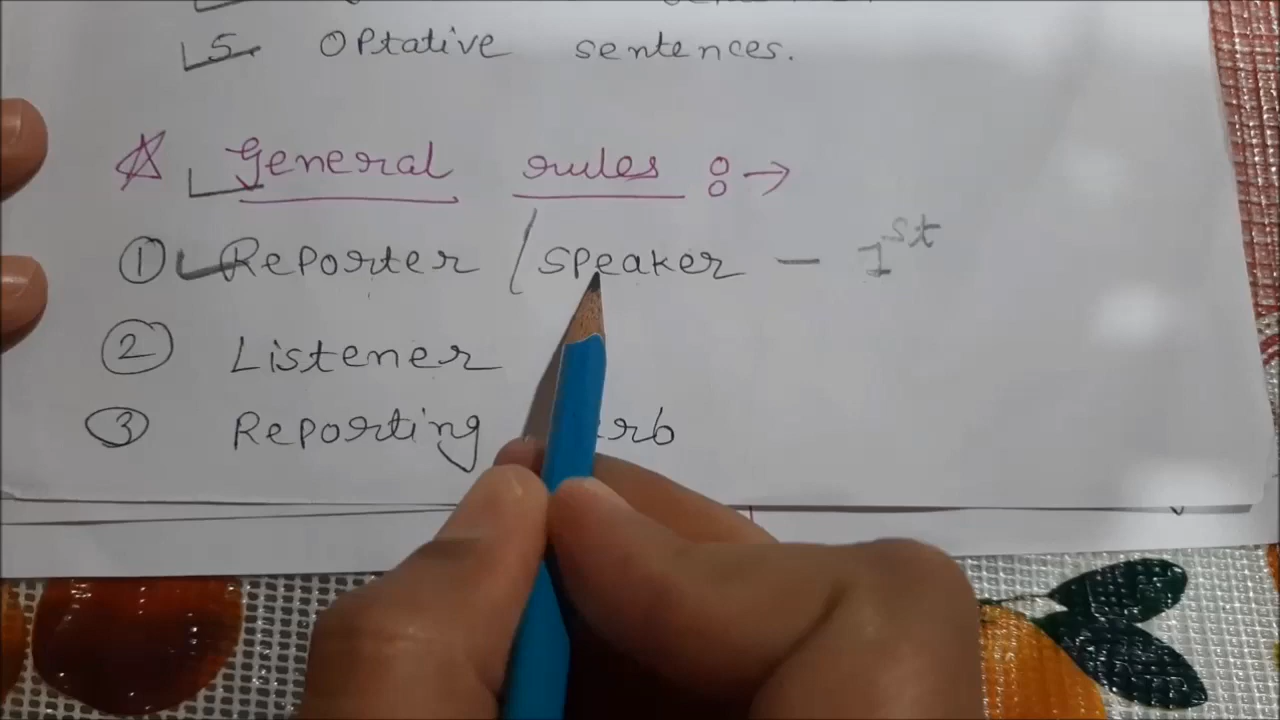 5. Optative sentences.
General rules :→
① Reporter / Speaker - 1st
② Listener
③ Reporting